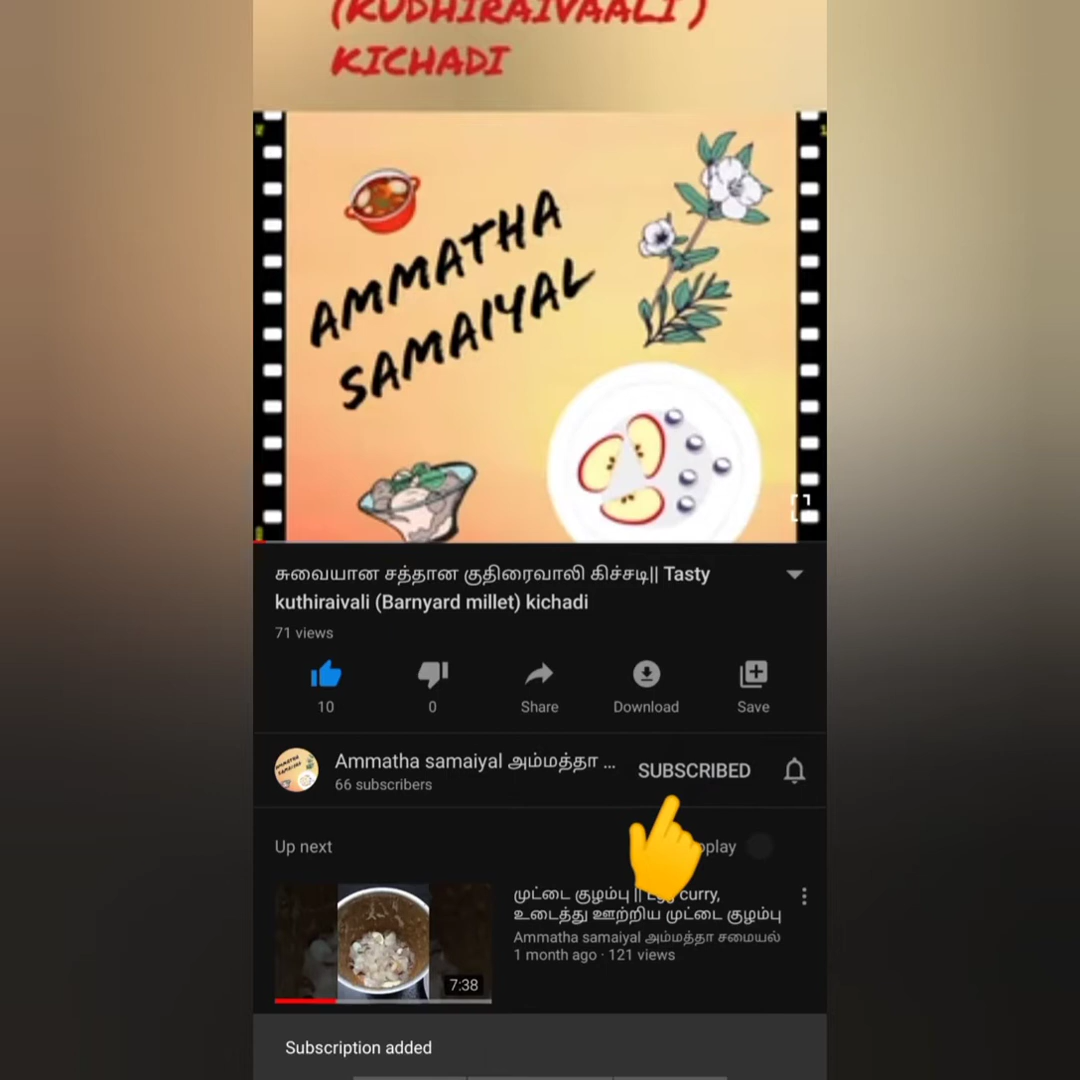 (KUDHIRAIVAALI)
KICHADI
AMMATHA
SAMAIYAL
சுவையான சத்தான குதிரைவாலி கிச்சடி|| Tasty
kuthiraivali (Barnyard millet) kichadi
71 views
10
0
Share
Download
Save
Ammatha samaiyal அம்மத்தா ...
66 subscribers
SUBSCRIBED
Up next
முட்டை குழம்பு || Egg curry,
உடைத்து ஊற்றிய முட்டை குழம்பு
Ammatha samaiyal அம்மத்தா சமையல்
1 month ago · 121 views
7:38
Subscription added